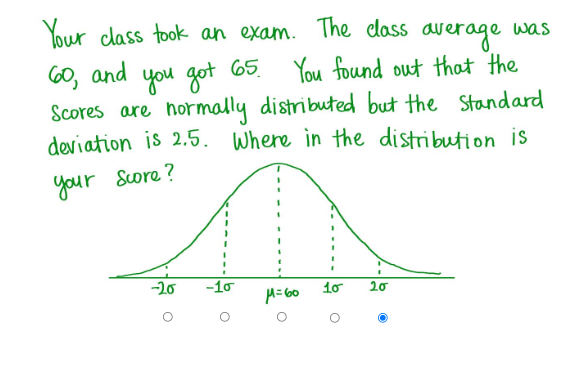 Your class took an exam. The class average was
60, and you got 65. You found out that the
Scores are normally distributed but the standard
deviation is 2.5. Where in the distribution is
your score?
-2σ -1σ μ=60 1σ 2σ